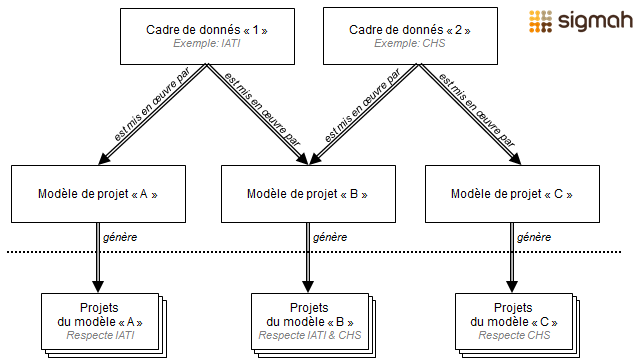 sigmah
Cadre de donnés « 1 »
Exemple: IATI
Cadre de donnés « 2 »
Exemple: CHS
est mis en œuvre par
est mis en œuvre par
est mis en œuvre par
est mis en œuvre par
Modèle de projet « A »
Modèle de projet « B »
Modèle de projet « C »
génère
génère
génère
Projets
du modèle « A »
Respecte IATI
Projets
du modèle « B »
Respecte IATI & CHS
Projets
du modèle « C »
Respecte CHS